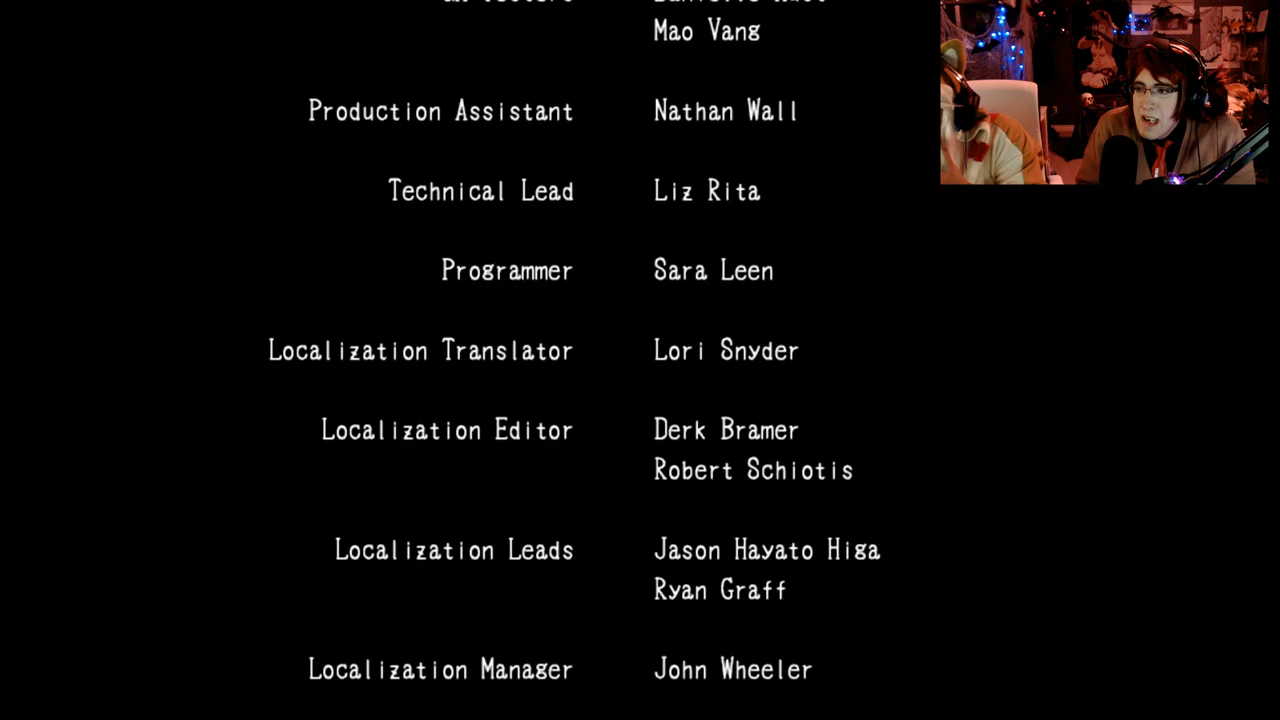 Mao Vang
Production Assistant Nathan Wall
Technical Lead Liz Rita
Programmer Sara Leen
Localization Translator Lori Snyder
Localization Editor Derk Bramer
Robert Schiotis
Localization Leads Jason Hayato Higa
Ryan Graff
Localization Manager John Wheeler